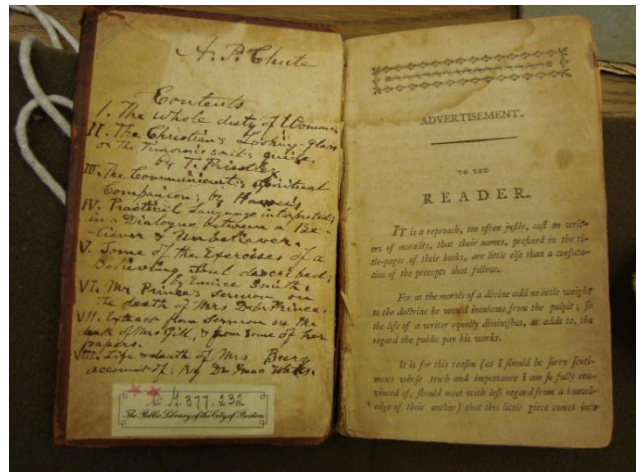 A. P. Chute
Contents
I. The Whole duty of Woman.
II. The Christian's Looking-glass
or The Timorous saint's guide,
by T. Priestley
III. The Communicant's Spiritual
Companion; by Haweis
IV. Practical Language interpreted;
in a Dialogue between a Be-
liever & Unbeliever.
V. Some of the Exercises of a
Believing Soul described;
by Eunice Smith.
VI. Mr Prince's Sermon on
the death of Mrs Deb. Prince.
VII. Extract from Sermon on the
death of Mrs Gill, & from some of her
papers.
VIII. Life & death of Mrs Bury
account of: By Dr Isaac Watts.
H.377.232
The Public Library of the City of Boston
ADVERTISEMENT.
TO THE
READER.
IT is a reproach, too often justly, cast on writ-
ers of morality, that their names, prefixed in the ti-
tle-pages of their books, are little else than a confuta-
tion of the precepts that follow.
For as the morals of a divine add no little weight
to the doctrine he would inculcate from the pulpit; so
the life of a writer equally diminishes, or adds to, the
regard the public pay his works.
It is for this reason (as I should be sorry senti-
ments whose truth and importance I am so fully con-
vinced of, should meet with less regard from a knowl-
edge of their author) that this little piece comes into